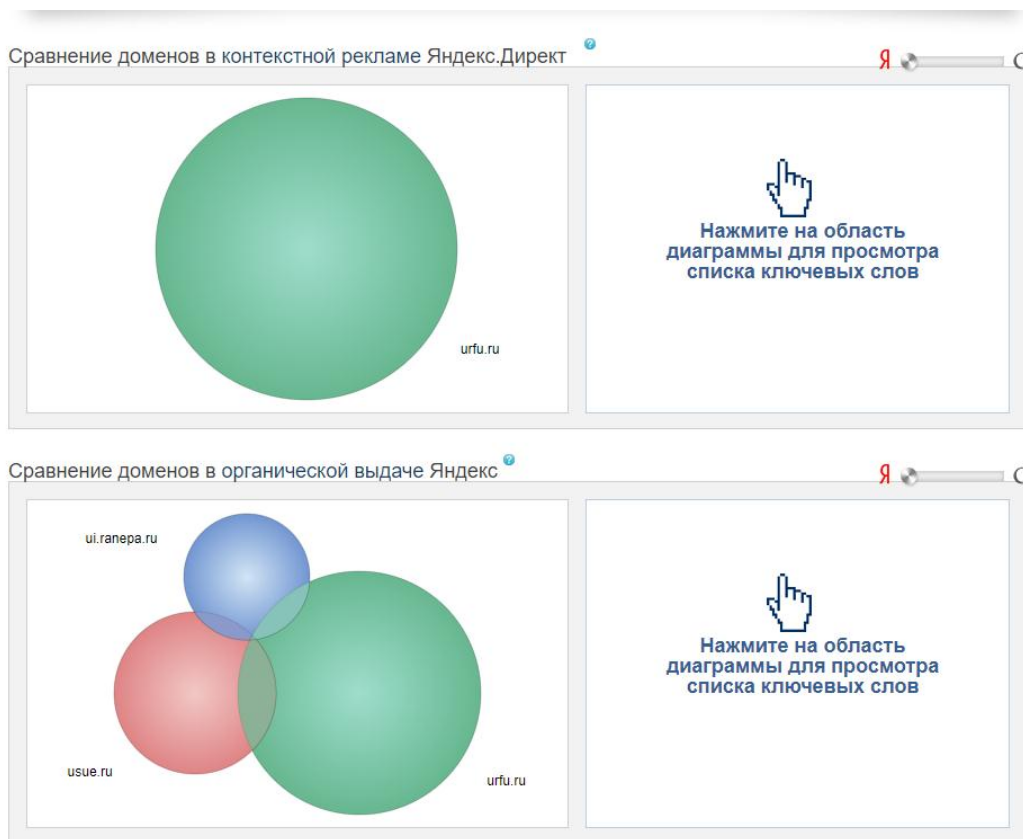 Сравнение доменов в контекстной рекламе Яндекс.Директ
Я
urfu.ru
Нажмите на область
диаграммы для просмотра
списка ключевых слов
Сравнение доменов в органической выдаче Яндекс
Я
ui.ranepa.ru
usue.ru
urfu.ru
Нажмите на область
диаграммы для просмотра
списка ключевых слов